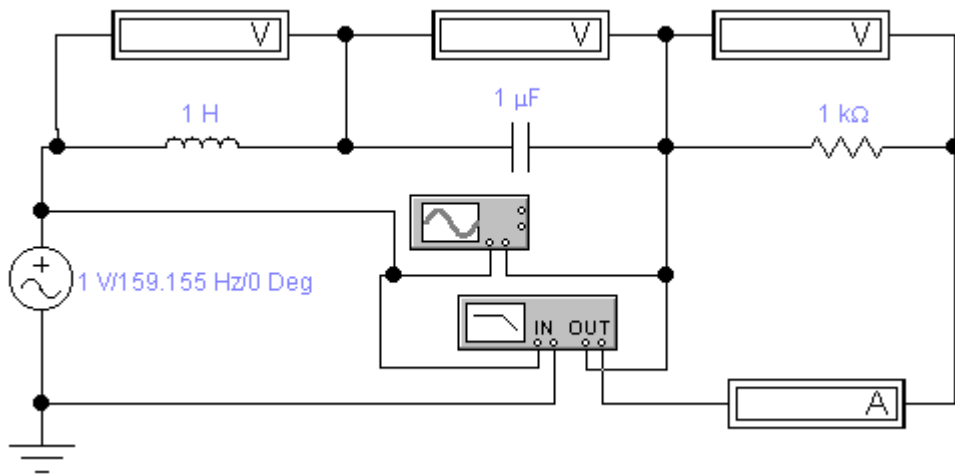 V V V
1 H 1 μF 1 kΩ
1 V/159.155 Hz/0 Deg
IN OUT
A